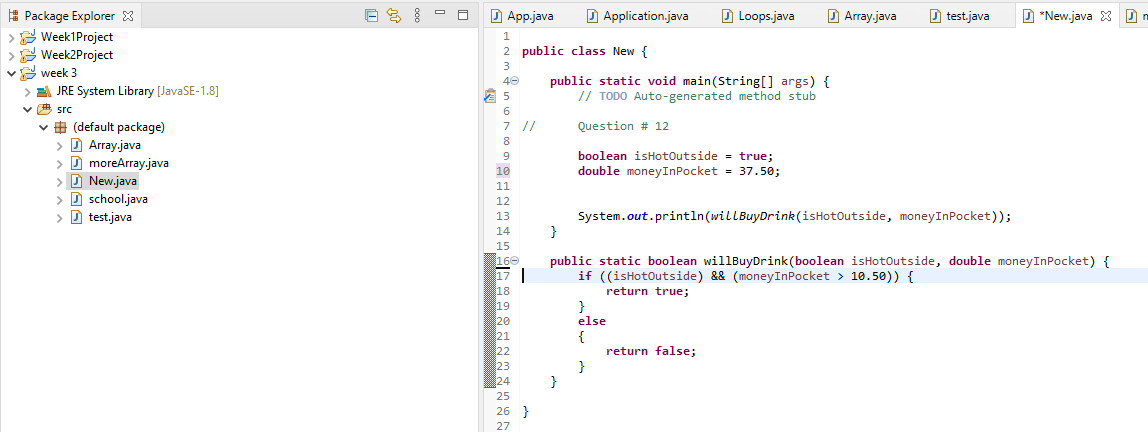 Package Explorer
Week1Project
Week2Project
week 3
JRE System Library [JavaSE-1.8]
src
(default package)
Array.java
moreArray.java
New.java
school.java
test.java
App.java Application.java Loops.java Array.java test.java *New.java
1
2 public class New {
3
4 public static void main(String[] args) {
5 // TODO Auto-generated method stub
6
7 // Question # 12
8
9 boolean isHotOutside = true;
10 double moneyInPocket = 37.50;
11
12
13 System.out.println(willBuyDrink(isHotOutside, moneyInPocket));
14 }
15
16 public static boolean willBuyDrink(boolean isHotOutside, double moneyInPocket) {
17 if ((isHotOutside) && (moneyInPocket > 10.50)) {
18 return true;
19 }
20 else
21 {
22 return false;
23 }
24 }
25
26 }
27